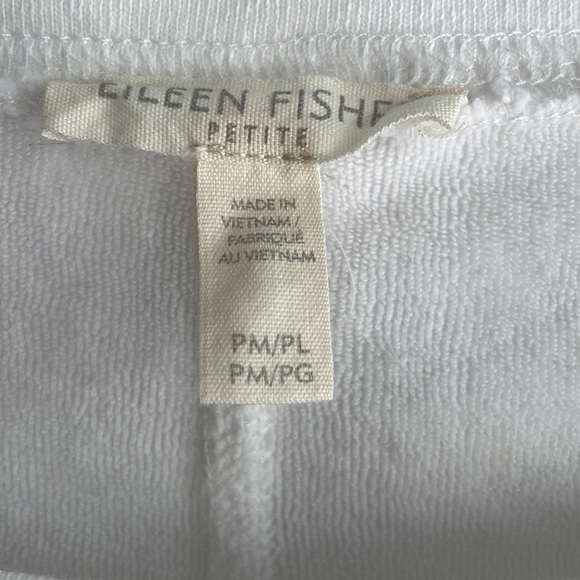 EILEEN FISHE
PETITE
MADE IN
VIETNAM /
FABRIQUÉ
AU VIETNAM
PM/PL
PM/PG